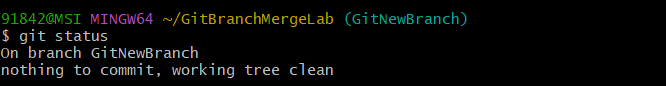 91842@MSI MINGW64 ~/GitBranchMergeLab (GitNewBranch)
$ git status
On branch GitNewBranch
nothing to commit, working tree clean